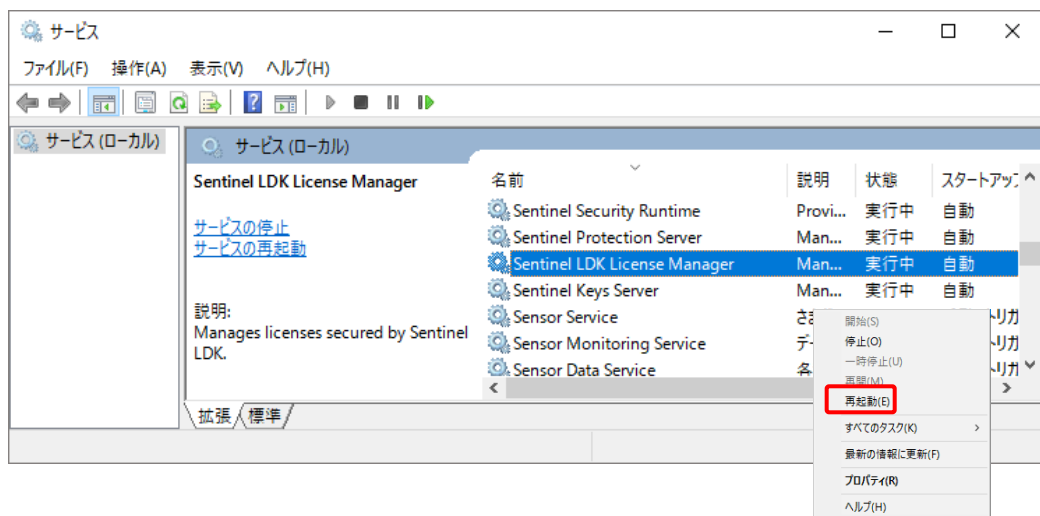 サービス
ファイル(F) 操作(A) 表示(V) ヘルプ(H)
サービス (ローカル)
サービス (ローカル)
Sentinel LDK License Manager
サービスの停止
サービスの再起動
説明:
Manages licenses secured by Sentinel
LDK.
名前 説明 状態 スタートアップ
Sentinel Security Runtime Provi... 実行中 自動
Sentinel Protection Server Man... 実行中 自動
Sentinel LDK License Manager Man... 実行中 自動
Sentinel Keys Server Man... 実行中 自動
Sensor Service さま
Sensor Monitoring Service デー
Sensor Data Service 各
拡張 標準
開始(S)
停止(O)
一時停止(U)
再開(M)
再起動(E)
すべてのタスク(K)
最新の情報に更新(F)
プロパティ(R)
ヘルプ(H)